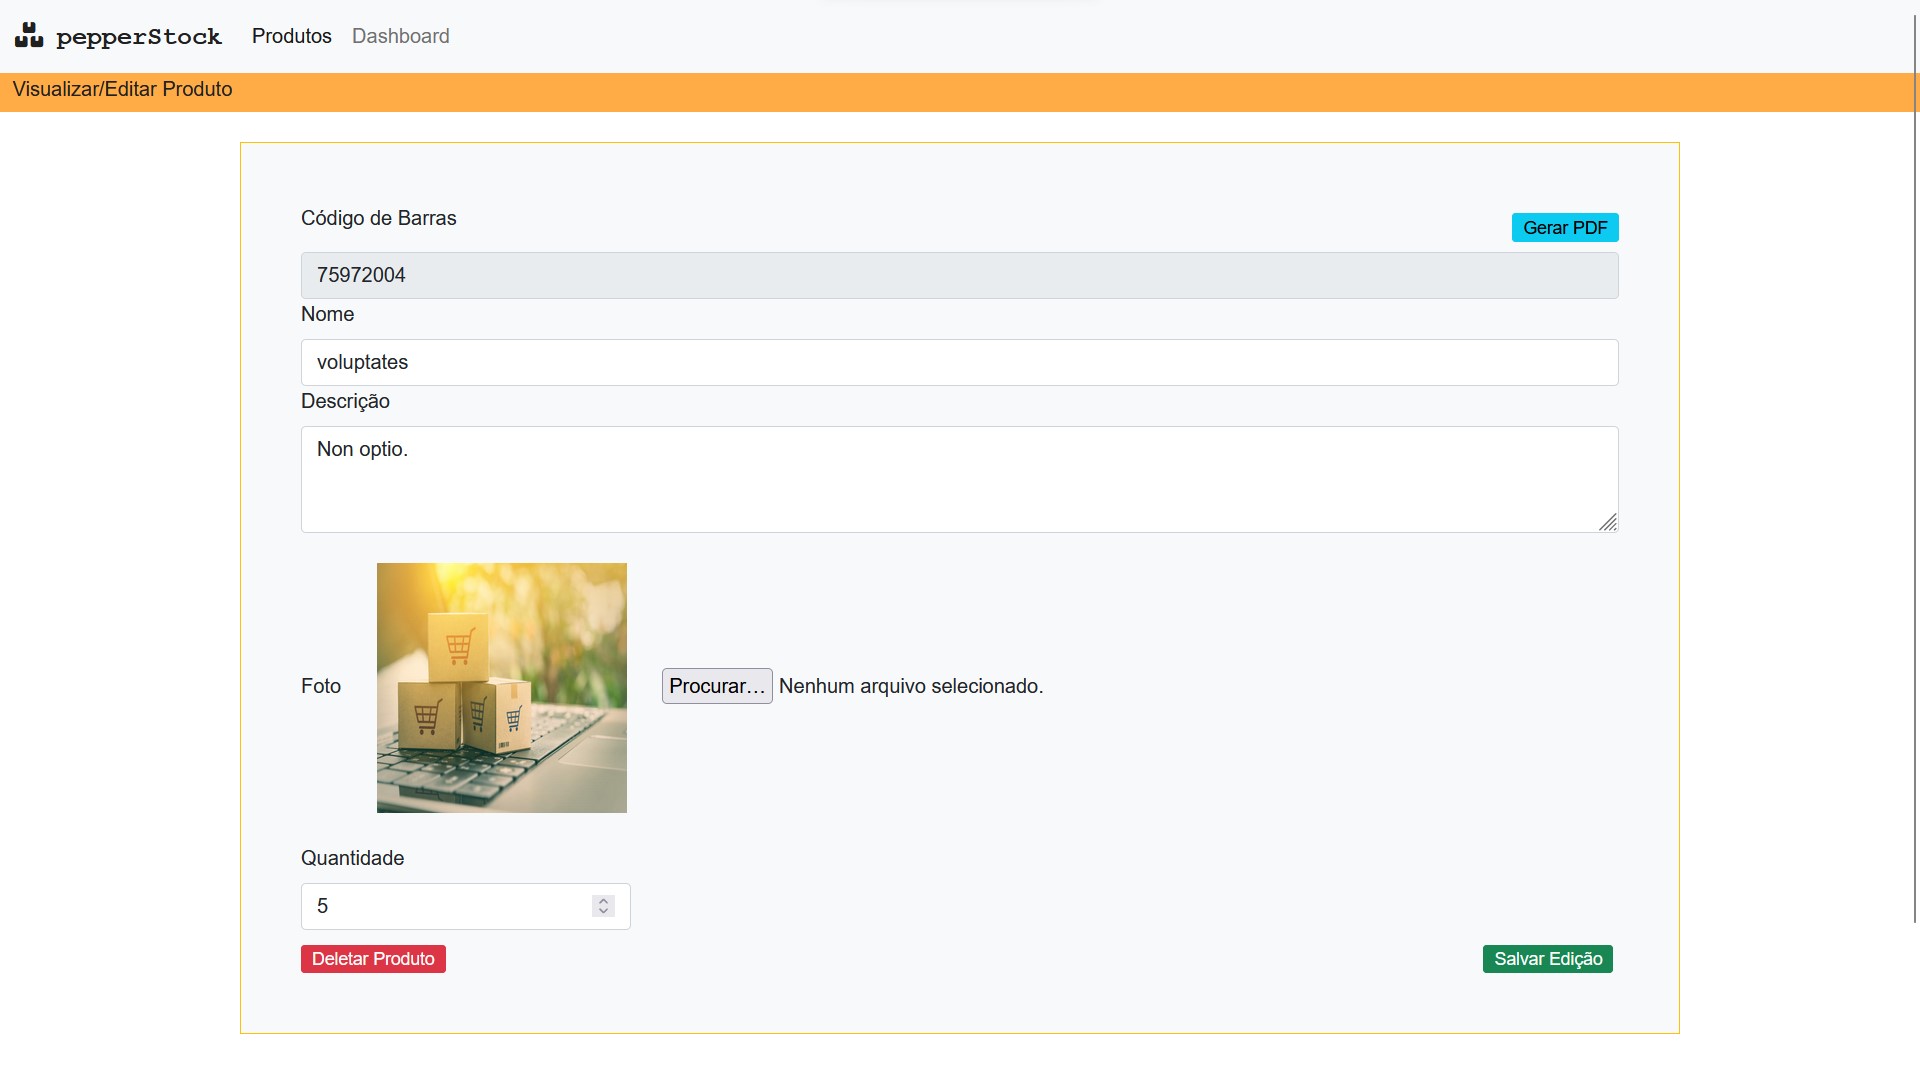 pepperStock Produtos Dashboard
Visualizar/Editar Produto
Código de Barras
Gerar PDF
75972004
Nome
voluptates
Descrição
Non optio.
Foto
Procurar… Nenhum arquivo selecionado.
Quantidade
5
Deletar Produto
Salvar Edição